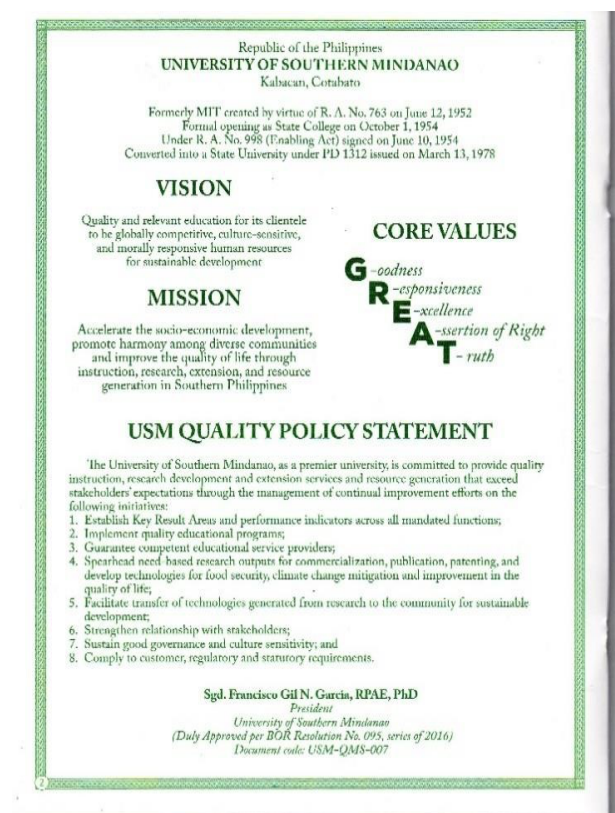 Republic of the Philippines
UNIVERSITY OF SOUTHERN MINDANAO
Kabacan, Cotabato
Formerly MIT created by virtue of R. A. No. 763 on June 12, 1952
Formal opening as State College on October 1, 1954
Under R. A. No. 998 (Enabling Act) signed on June 10, 1954
Converted into a State University under PD 1312 issued on March 13, 1978
VISION
Quality and relevant education for its clientele
to be globally competitive, culture-sensitive,
and morally responsive human resources
for sustainable development
MISSION
Accelerate the socio-economic development,
promote harmony among diverse communities
and improve the quality of life through
instruction, research, extension, and resource
generation in Southern Philippines
CORE VALUES
G-oodness
R-esponsiveness
E-xcellence
A-ssertion of Right
T- ruth
USM QUALITY POLICY STATEMENT
The University of Southern Mindanao, as a premier university, is committed to provide quality
instruction, research development and extension services and resource generation that exceed
stakeholders' expectations through the management of continual improvement efforts on the
following initiatives:
1. Establish Key Result Areas and performance indicators across all mandated functions;
2. Implement quality educational programs;
3. Guarantee competent educational service providers;
4. Spearhead need-based research outputs for commercialization, publication, patenting, and
develop technologies for food security, climate change mitigation and improvement in the
quality of life;
5. Facilitate transfer of technologies generated from research to the community for sustainable
development;
6. Strengthen relationship with stakeholders;
7. Sustain good governance and culture sensitivity; and
8. Comply to customer, regulatory and statutory requirements.
Sgd. Francisco Gil N. Garcia, RPAE, PhD
President
University of Southern Mindanao
(Duly Approved per BOR Resolution No. 095, series of 2016)
Document code: USM-QMS-007
2